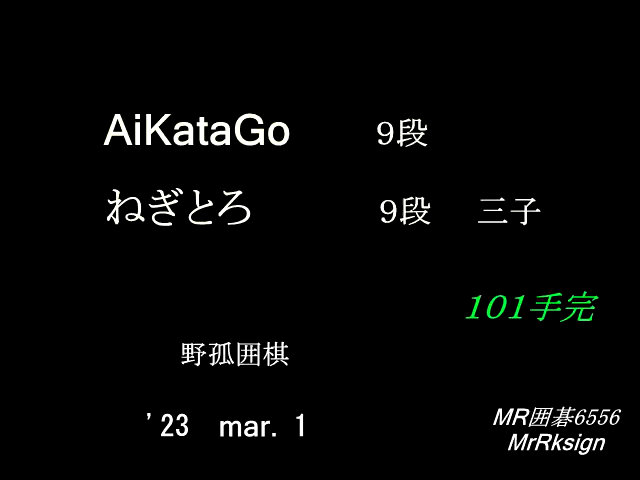 AiKataGo 9段
ねぎとろ 9段 三子
101手完
野孤囲棋
'23 mar. 1
MR囲碁6556
MrRksign